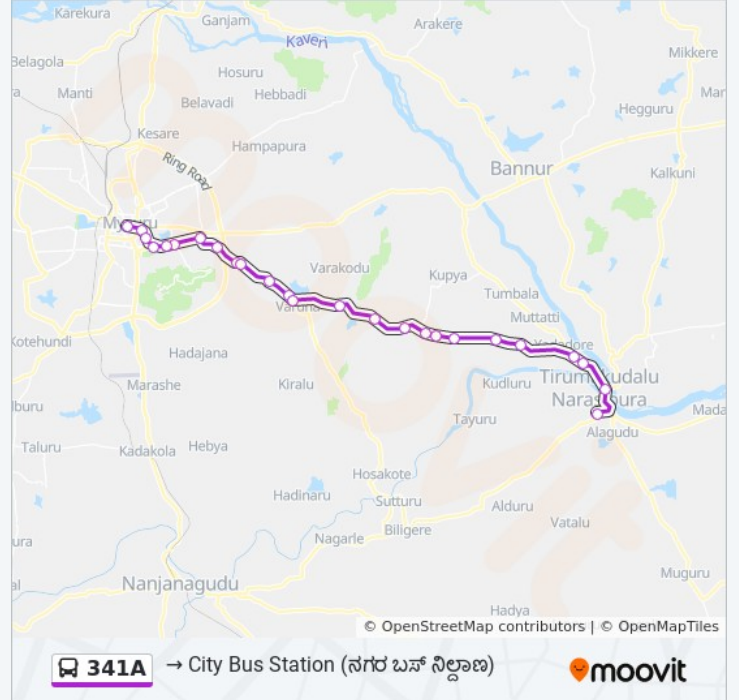 Karekura
Ganjam
Arakere
Kaveri
Mikkere
Belagola
Hosuru
Manti
Hebbadi
Belavadi
Hegguru
Kesare
Hampapura
Ring Road
Bannur
Kalkuni
Varakodu
Kupya
Tumbala
Varuna
Muttatti
Kotehundi
Hadajana
Tirumakudalu
Narasipura
Marashe
Kiralu
Kudluru
Tayuru
Alagudu
Taluru
Kadakola
Hebya
Hosakote
Hadinaru
Sutturu
Alduru
Vatalu
Biligere
Nagarle
Nanjanagudu
Muguru
Hadya
© OpenStreetMap contributors | © OpenMapTiles
341A
→ City Bus Station (ನಗರ ಬಸ್ ನಿಲ್ದಾಣ)
moovit